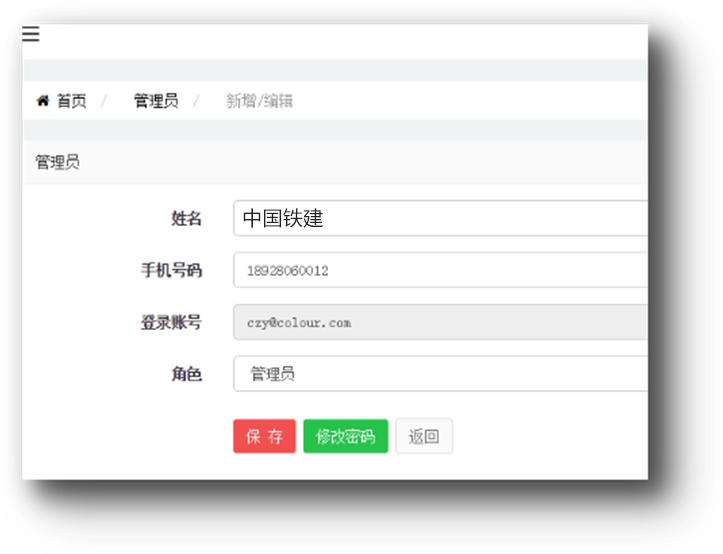 首页 / 管理员 / 新增/编辑
管理员
姓名 中国铁建
手机号码 18928060012
登录账号 czy@colour.com
角色 管理员
保 存 修改密码 返回